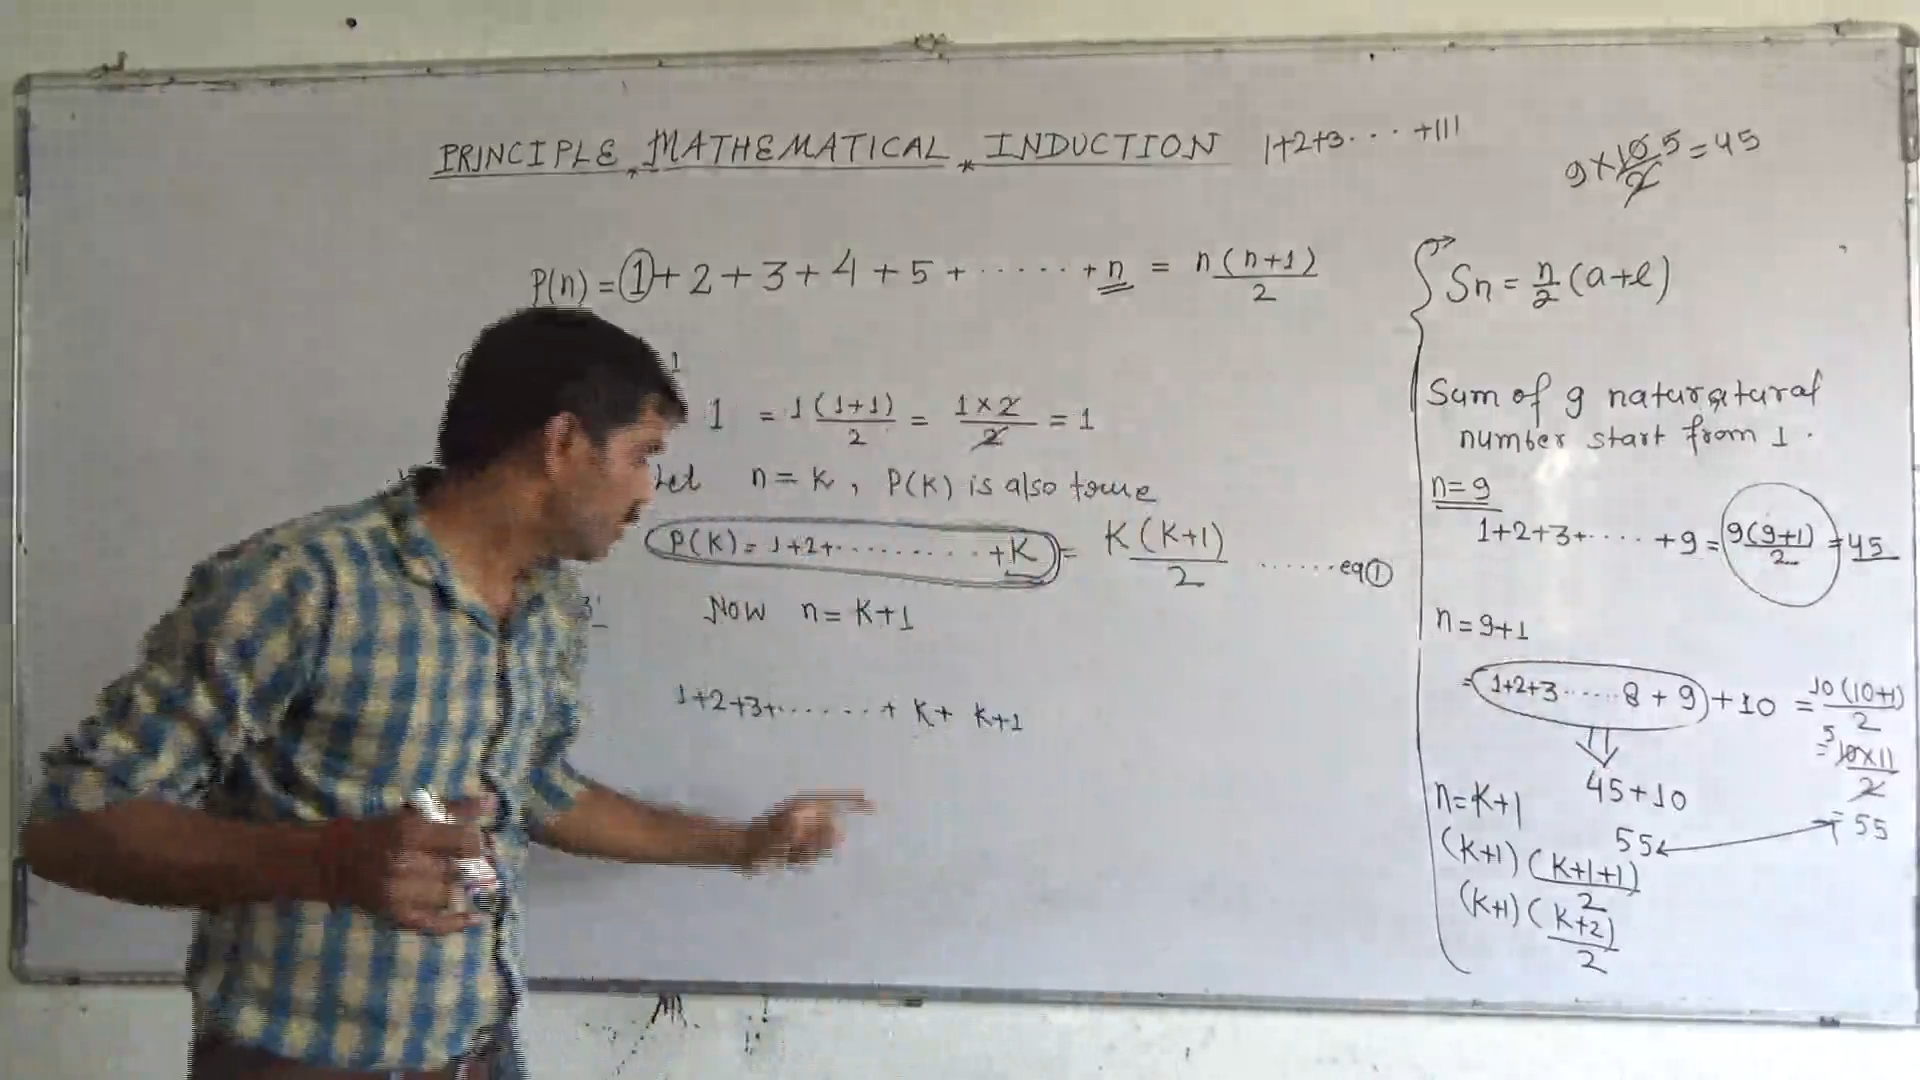 PRINCIPLE MATHEMATICAL INDUCTION
1+2+3.... +111
9×10/2 5 = 45
P(n) = 1+2+3+4+5+......+n = n(n+1)/2
1
1 = 1(1+1)/2 = 1×2/2 = 1
Let n=k, P(k) is also true
P(k) = 1+2+..........+k = k(k+1)/2 ......eq①
3:
Now n=k+1
1+2+3+......+ k+ k+1
Sn = n/2 (a+l)
Sum of 9 naturatural
number start from 1.
n=9
1+2+3+.....+9 = 9(9+1)/2 = 45
n=9+1
= 1+2+3......8+9 +10 = 10(10+1)/2
= 5 10×11/2
45+10
55
= 55
n=k+1
(k+1)(k+1+1)/2
(k+1)(k+2)/2